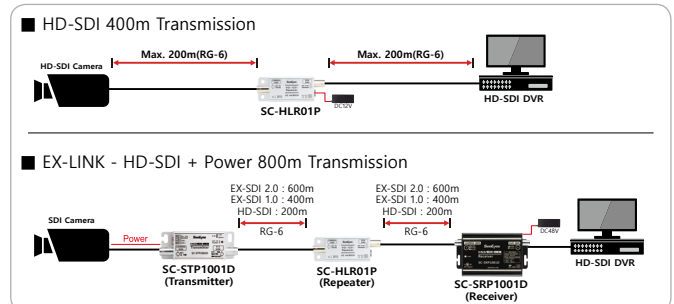 ■ HD-SDI 400m Transmission
Max. 200m(RG-6)
Max. 200m(RG-6)
HD-SDI Camera
DC12V
SC-HLR01P
HD-SDI DVR
■ EX-LINK - HD-SDI + Power 800m Transmission
EX-SDI 2.0 : 600m
EX-SDI 1.0 : 400m
HD-SDI : 200m
RG-6
EX-SDI 2.0 : 600m
EX-SDI 1.0 : 400m
HD-SDI : 200m
RG-6
SDI Camera
Power
DC48V
SC-STP1001D
(Transmitter)
SC-HLR01P
(Repeater)
SC-SRP1001D
(Receiver)
HD-SDI DVR